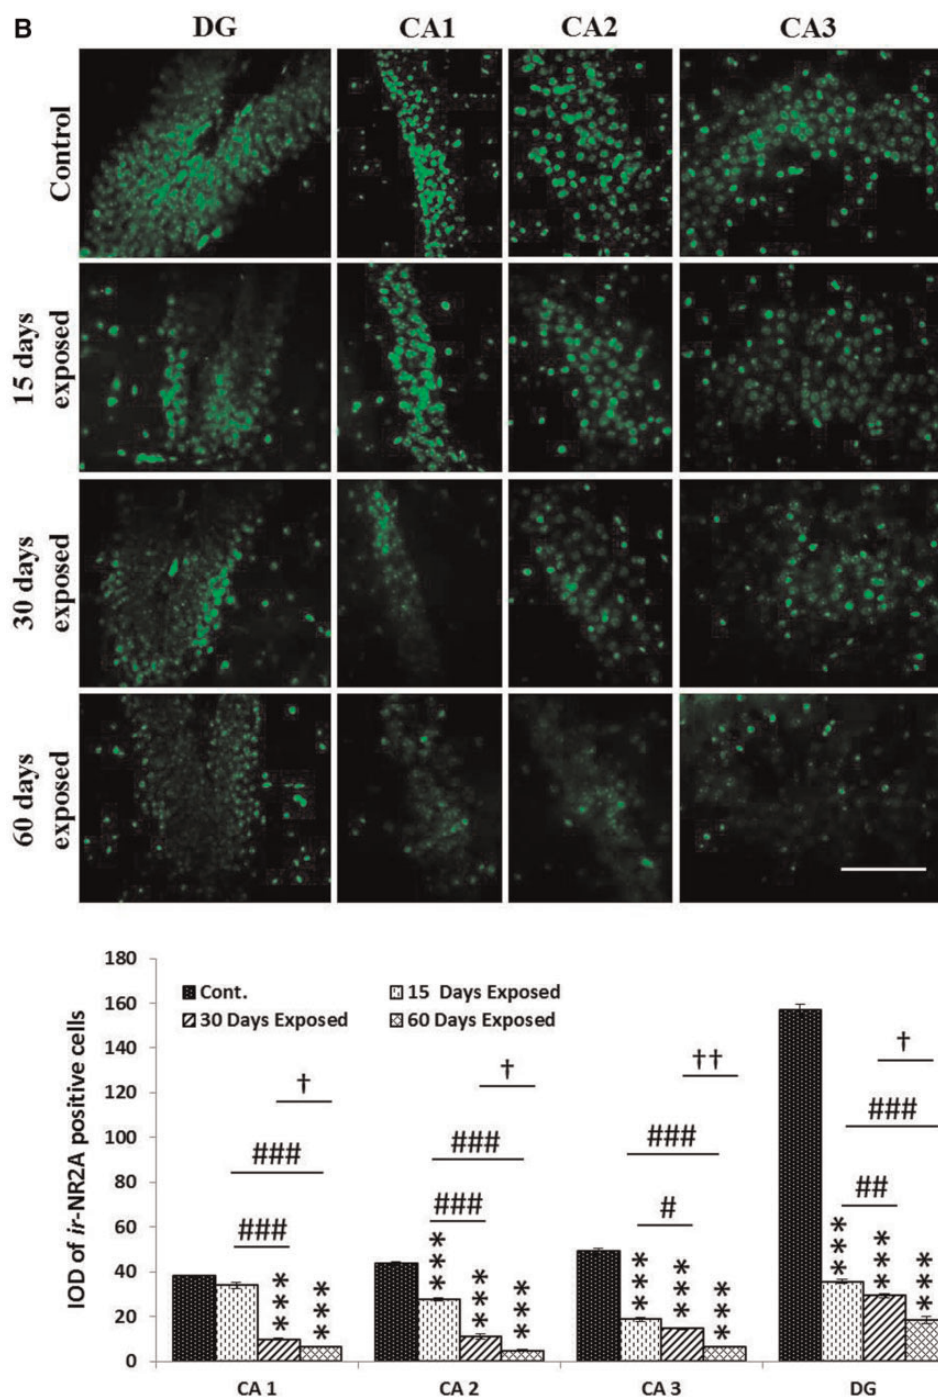 B
DG CA1 CA2 CA3
Control
15 days
exposed
30 days
exposed
60 days
exposed
180
160
140
120
100
80
60
40
20
0
IOD of ir-NR2A positive cells
Cont. 15 Days Exposed
30 Days Exposed 60 Days Exposed
† † †† †
### ### ### ###
### ### # ##
*** *** *** *** *** *** *** *** *** *** ***
CA 1 CA 2 CA 3 DG